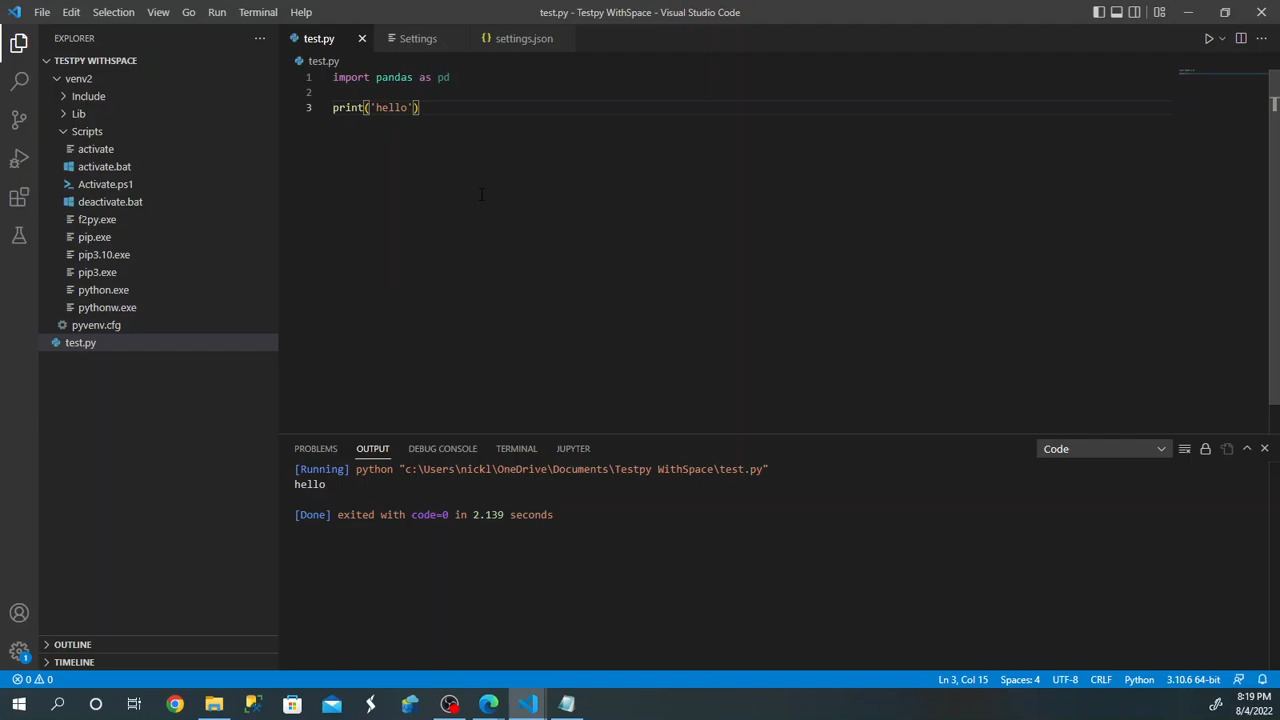 File Edit Selection View Go Run Terminal Help
test.py - Testpy WithSpace - Visual Studio Code
EXPLORER
TESTPY WITHSPACE
venv2
Include
Lib
Scripts
activate
activate.bat
Activate.ps1
deactivate.bat
f2py.exe
pip.exe
pip3.10.exe
pip3.exe
python.exe
pythonw.exe
pyvenv.cfg
test.py
OUTLINE
TIMELINE
test.py Settings settings.json
test.py
1 import pandas as pd
2
3 print('hello')
PROBLEMS OUTPUT DEBUG CONSOLE TERMINAL JUPYTER Code
[Running] python "c:\Users\nickl\OneDrive\Documents\Testpy WithSpace\test.py"
hello
[Done] exited with code=0 in 2.139 seconds
1
0 0 Ln 3, Col 15 Spaces: 4 UTF-8 CRLF Python 3.10.6 64-bit
8:19 PM
8/4/2022